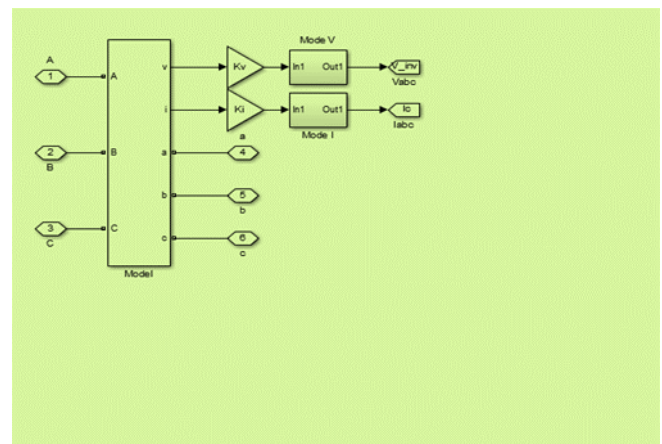 Mode V
A
1
A
v
Kv
In1
Out1
V_inv
Vabc
i
Ki
In1
Out1
Ic
Iabc
a
Mode I
2
B
B
a
4
b
5
b
3
C
C
c
6
c
Model